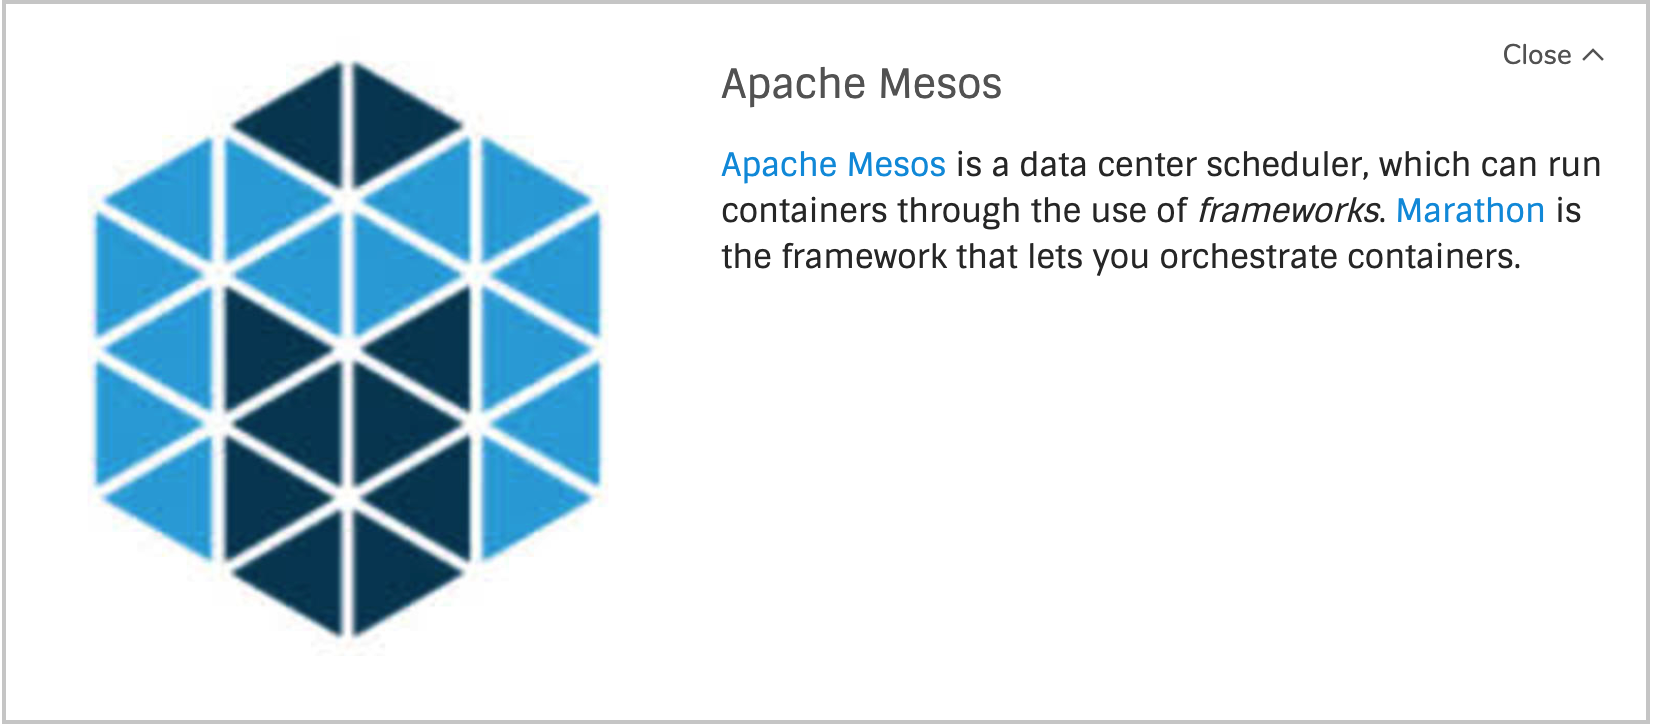 Close
Apache Mesos
Apache Mesos is a data center scheduler, which can run
containers through the use of frameworks. Marathon is
the framework that lets you orchestrate containers.